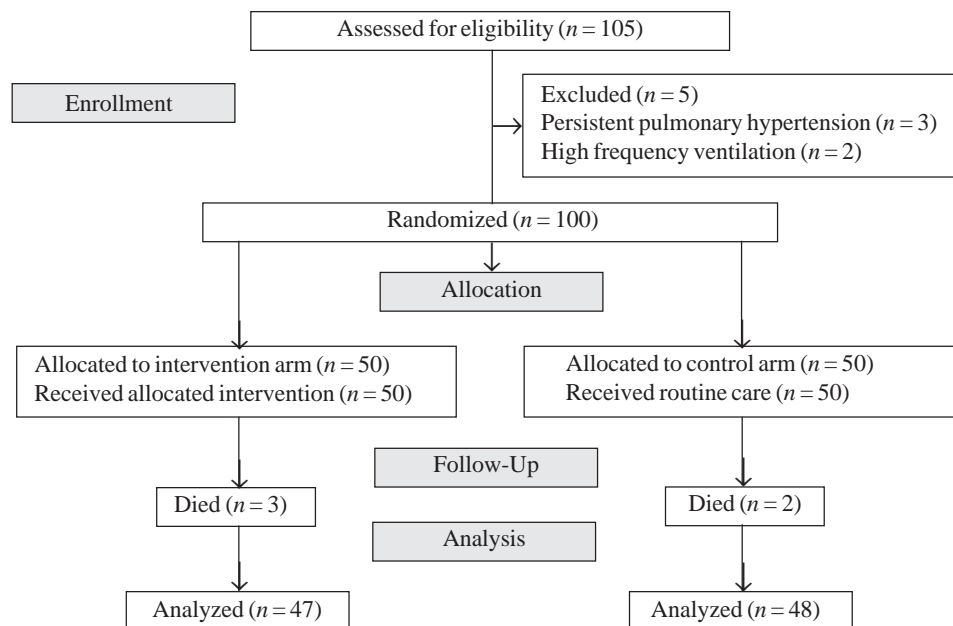 Assessed for eligibility (n = 105)
Enrollment
Excluded (n = 5)
Persistent pulmonary hypertension (n = 3)
High frequency ventilation (n = 2)
Randomized (n = 100)
Allocation
Allocated to intervention arm (n = 50)
Received allocated intervention (n = 50)
Allocated to control arm (n = 50)
Received routine care (n = 50)
Follow-Up
Died (n = 3)
Died (n = 2)
Analysis
Analyzed (n = 47)
Analyzed (n = 48)